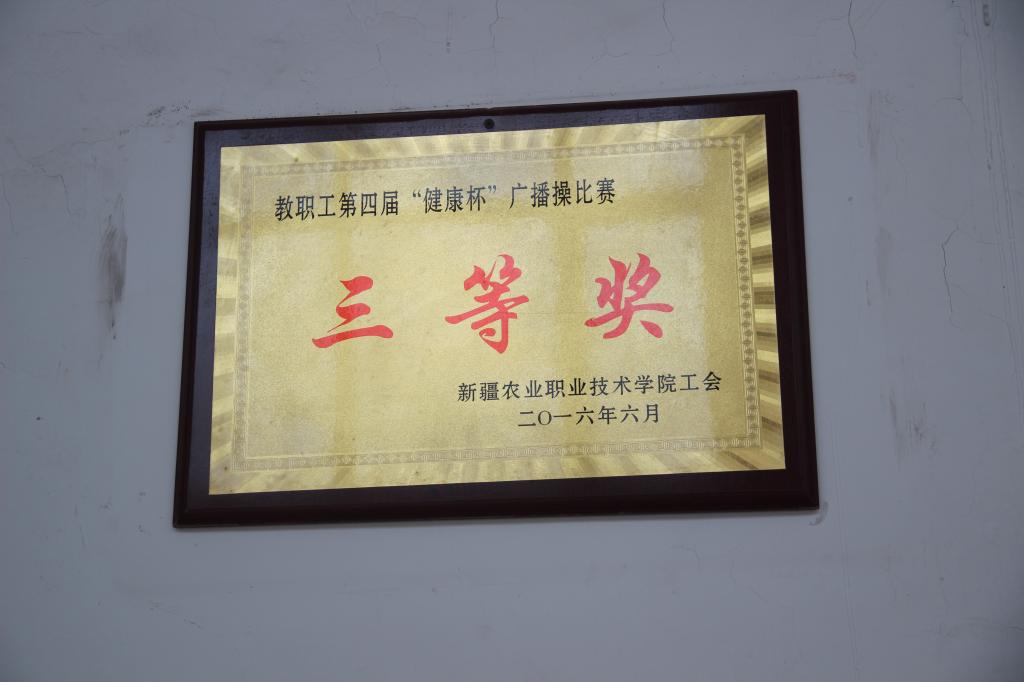 教职工第四届“健康杯”广播操比赛
三等奖
新疆农业职业技术学院工会
二〇一六年六月